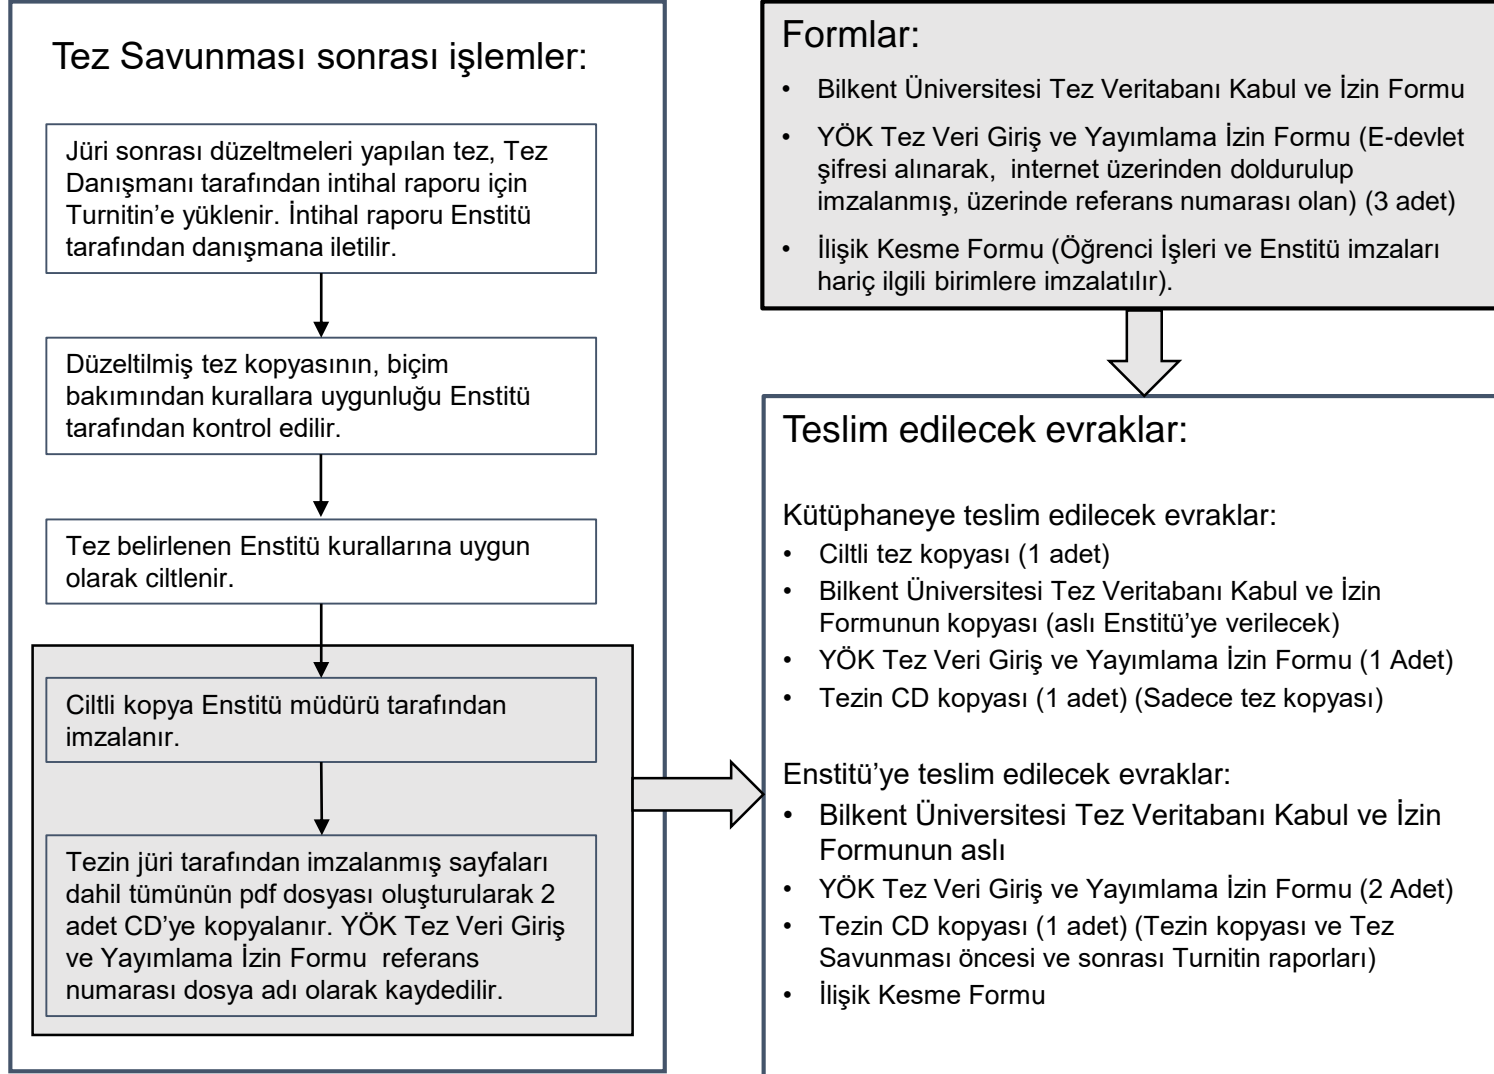 Tez Savunması sonrası işlemler:
Jüri sonrası düzeltmeleri yapılan tez, Tez
Danışmanı tarafından intihal raporu için
Turnitin’e yüklenir. İntihal raporu Enstitü
tarafından danışmana iletilir.
Düzeltilmiş tez kopyasının, biçim
bakımından kurallara uygunluğu Enstitü
tarafından kontrol edilir.
Tez belirlenen Enstitü kurallarına uygun
olarak ciltlenir.
Ciltli kopya Enstitü müdürü tarafından
imzalanır.
Tezin jüri tarafından imzalanmış sayfaları
dahil tümünün pdf dosyası oluşturularak 2
adet CD’ye kopyalanır. YÖK Tez Veri Giriş
ve Yayımlama İzin Formu  referans
numarası dosya adı olarak kaydedilir.
Formlar:
• Bilkent Üniversitesi Tez Veritabanı Kabul ve İzin Formu
• YÖK Tez Veri Giriş ve Yayımlama İzin Formu (E-devlet
şifresi alınarak,  internet üzerinden doldurulup
imzalanmış, üzerinde referans numarası olan) (3 adet)
• İlişik Kesme Formu (Öğrenci İşleri ve Enstitü imzaları
hariç ilgili birimlere imzalatılır).
Teslim edilecek evraklar:
Kütüphaneye teslim edilecek evraklar:
• Ciltli tez kopyası (1 adet)
• Bilkent Üniversitesi Tez Veritabanı Kabul ve İzin
Formunun kopyası (aslı Enstitü’ye verilecek)
• YÖK Tez Veri Giriş ve Yayımlama İzin Formu (1 Adet)
• Tezin CD kopyası (1 adet) (Sadece tez kopyası)
Enstitü’ye teslim edilecek evraklar:
• Bilkent Üniversitesi Tez Veritabanı Kabul ve İzin
Formunun aslı
• YÖK Tez Veri Giriş ve Yayımlama İzin Formu (2 Adet)
• Tezin CD kopyası (1 adet) (Tezin kopyası ve Tez
Savunması öncesi ve sonrası Turnitin raporları)
• İlişik Kesme Formu